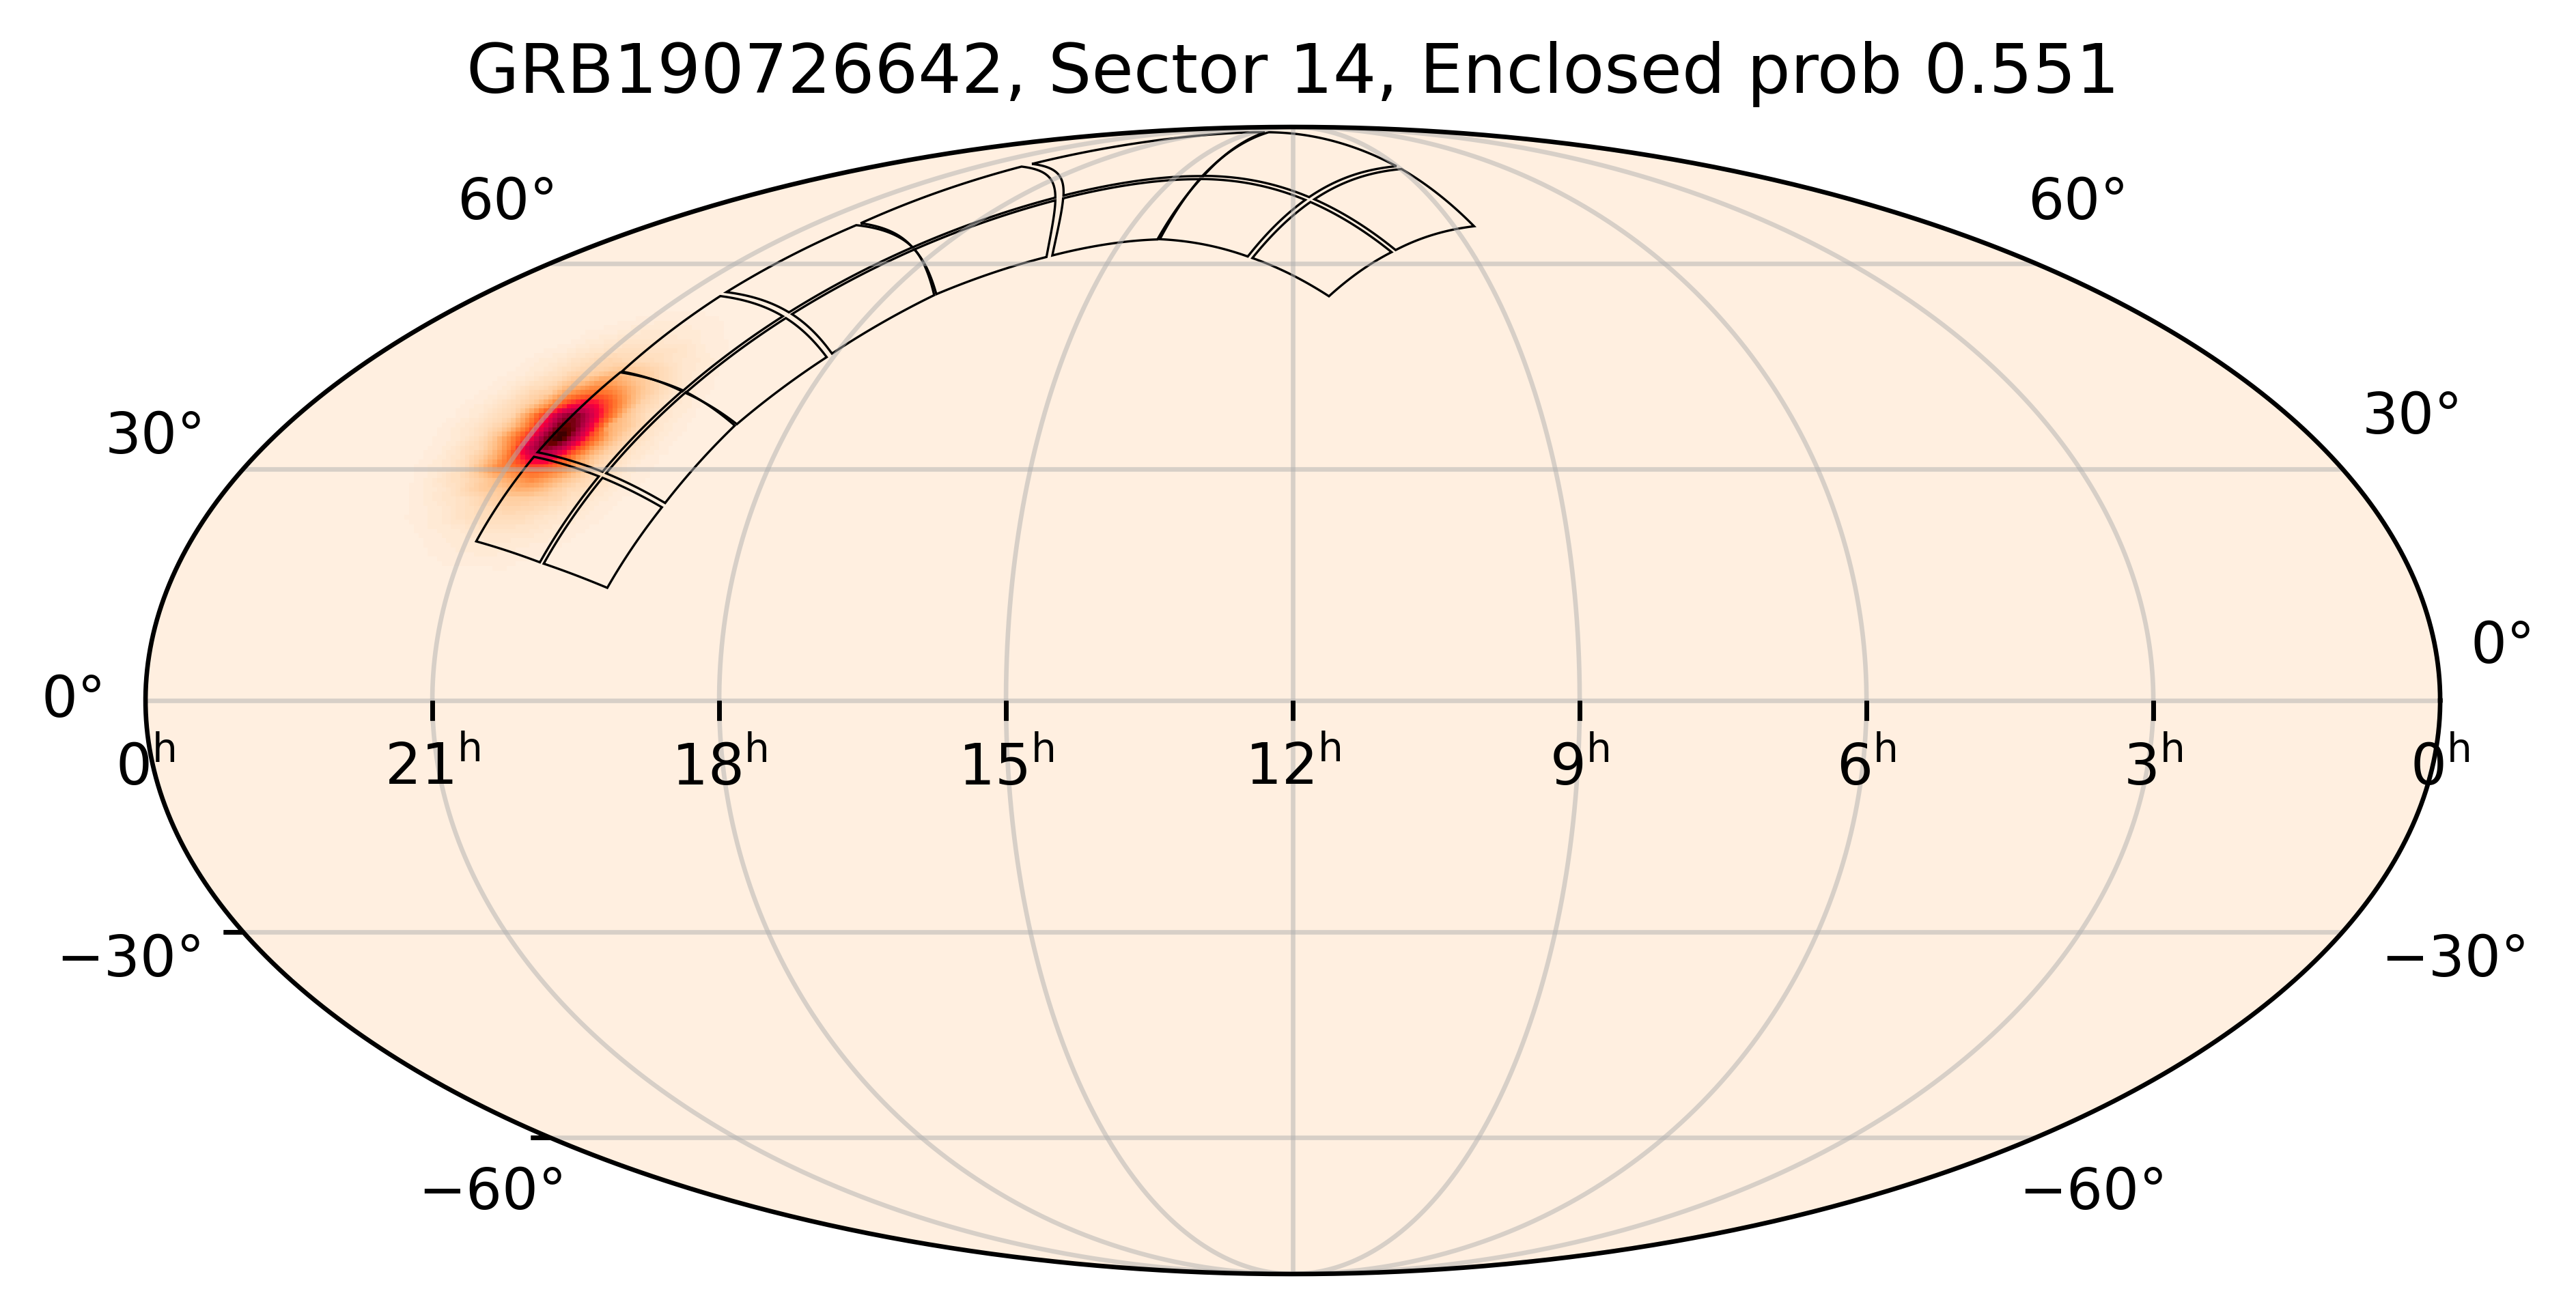 GRB190726642, Sector 14, Enclosed prob 0.551
60° 60°
30° 30°
0° 0°
0h 21h 18h 15h 12h 9h 6h 3h 0h
−30° −30°
−60° −60°